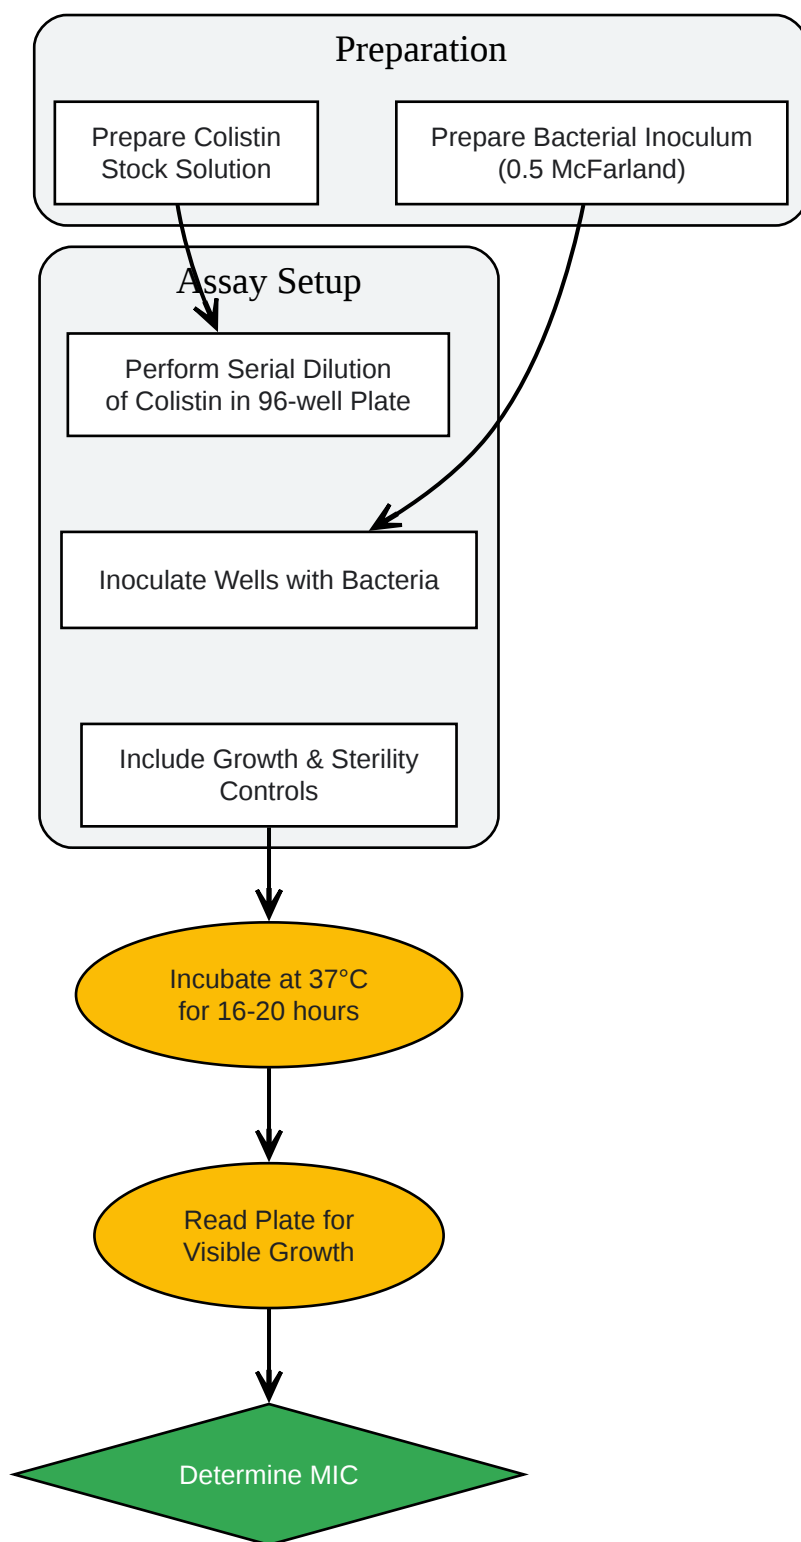 Preparation
Prepare Colistin
Stock Solution
Prepare Bacterial Inoculum
(0.5 McFarland)
Assay Setup
Perform Serial Dilution
of Colistin in 96-well Plate
Inoculate Wells with Bacteria
Include Growth & Sterility
Controls
Incubate at 37°C
for 16-20 hours
Read Plate for
Visible Growth
Determine MIC